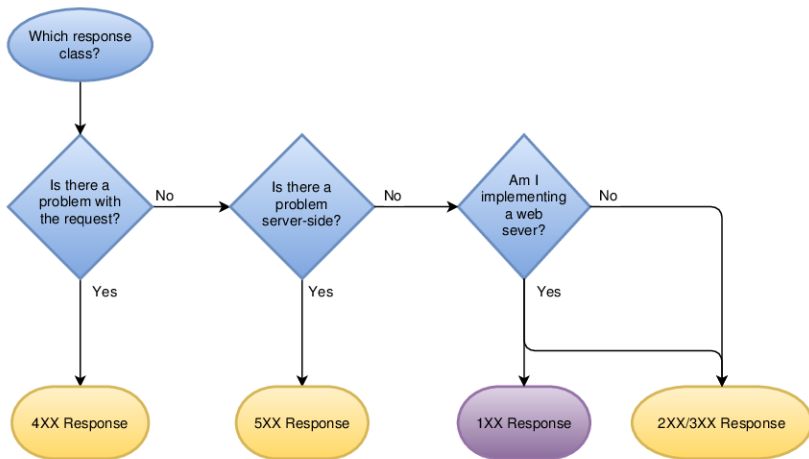 Which response
class?
Is there a
problem with
the request?
No
Is there a
problem
server-side?
No
Am I
implementing
a web
sever?
No
Yes
Yes
Yes
4XX Response
5XX Response
1XX Response
2XX/3XX Response